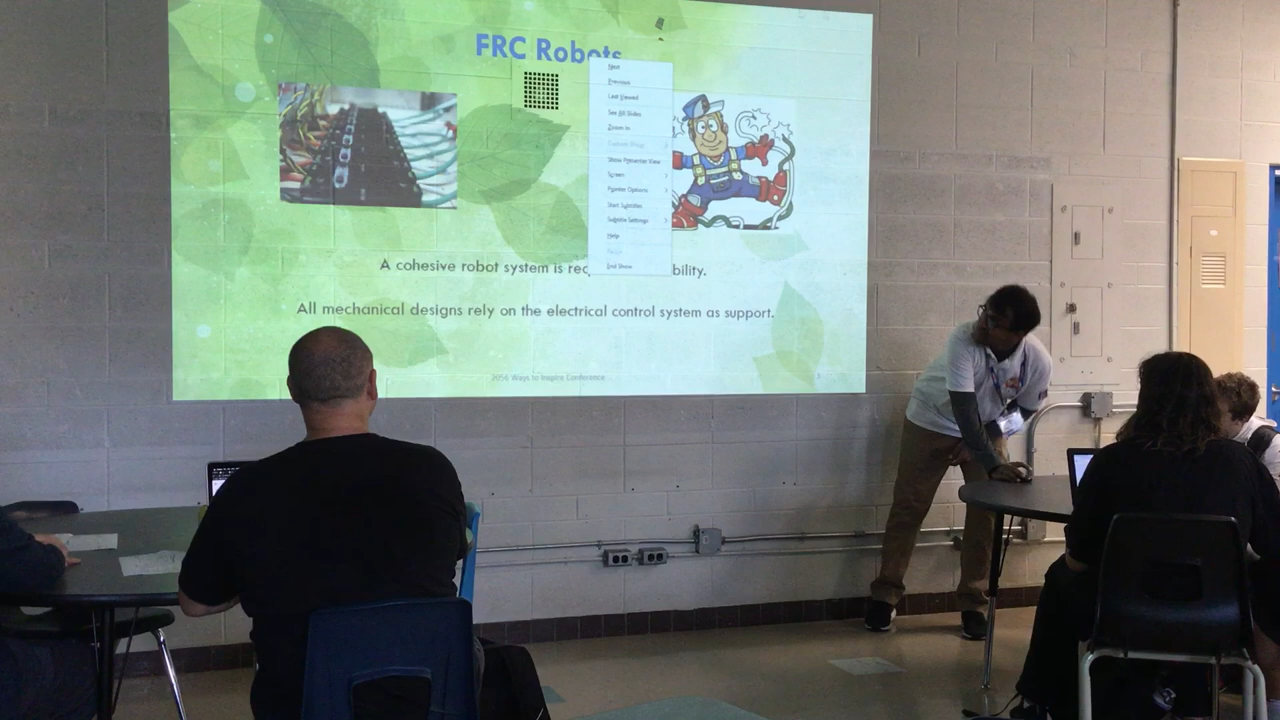 FRC Robots
Next
Previous
Last Viewed
See All Slides
Zoom In
Show Presenter View
Screen
Pointer Options
Start Subtitles
Subtitle Settings
Help
End Show
A cohesive robot system is req bility.
All mechanical designs rely on the electrical control system as support.
2056 Ways to Inspire Conference